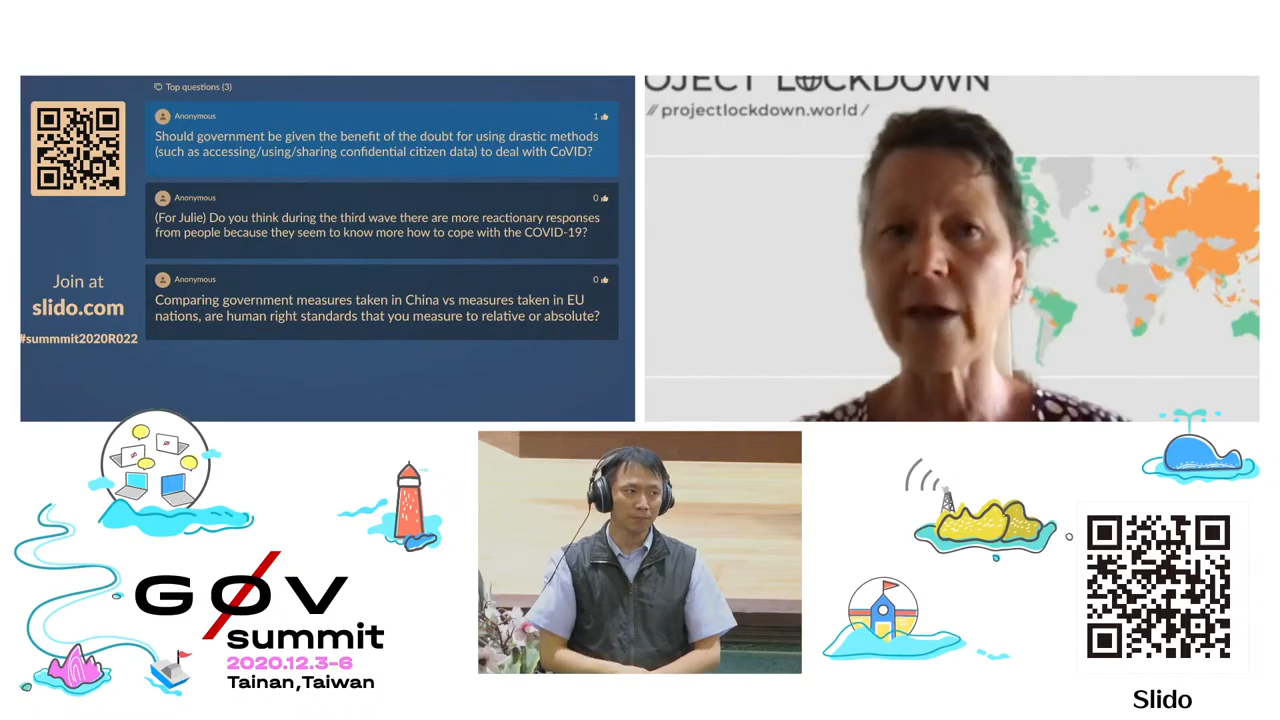 Top questions (3)
Anonymous
1
Should government be given the benefit of the doubt for using drastic methods
(such as accessing/using/sharing confidential citizen data) to deal with CoVID?
Anonymous
0
(For Julie) Do you think during the third wave there are more reactionary responses
from people because they seem to know more how to cope with the COVID-19?
Anonymous
0
Comparing government measures taken in China vs measures taken in EU
nations, are human right standards that you measure to relative or absolute?
Join at
slido.com
#summmit2020R022
OJECT LOCKDOWN
//projectlockdown.world/
GØV
summit
2020.12.3-6
Tainan,Taiwan
Slido